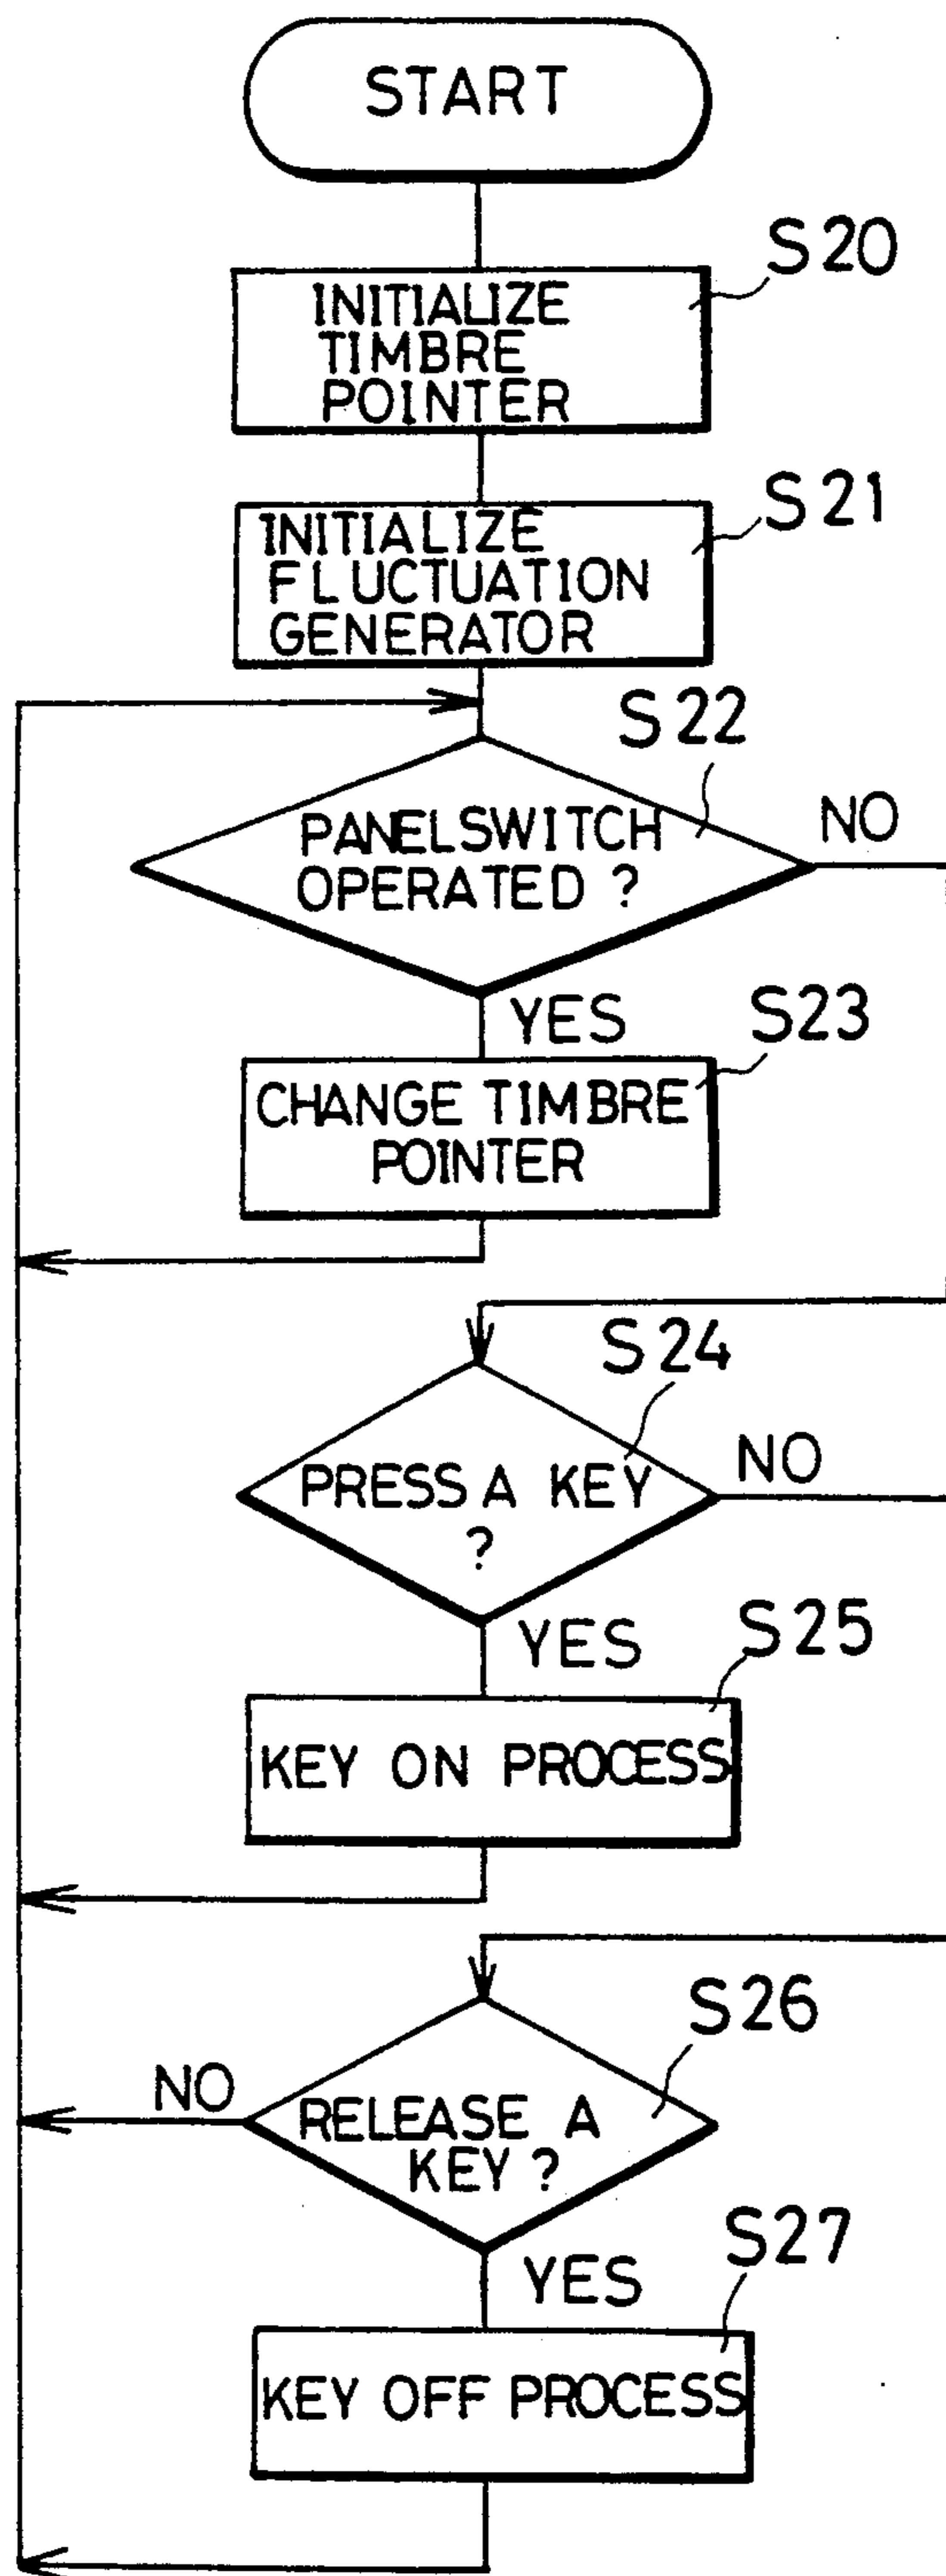 START
S20
INITIALIZE
TIMBRE
POINTER
S21
INITIALIZE
FLUCTUATION
GENERATOR
S22
PANELSWITCH
OPERATED ?
NO
YES
S23
CHANGE TIMBRE
POINTER
S24
PRESS A KEY
?
NO
YES
S25
KEY ON PROCESS
S26
NO
RELEASE A
KEY ?
YES
S27
KEY OFF PROCESS